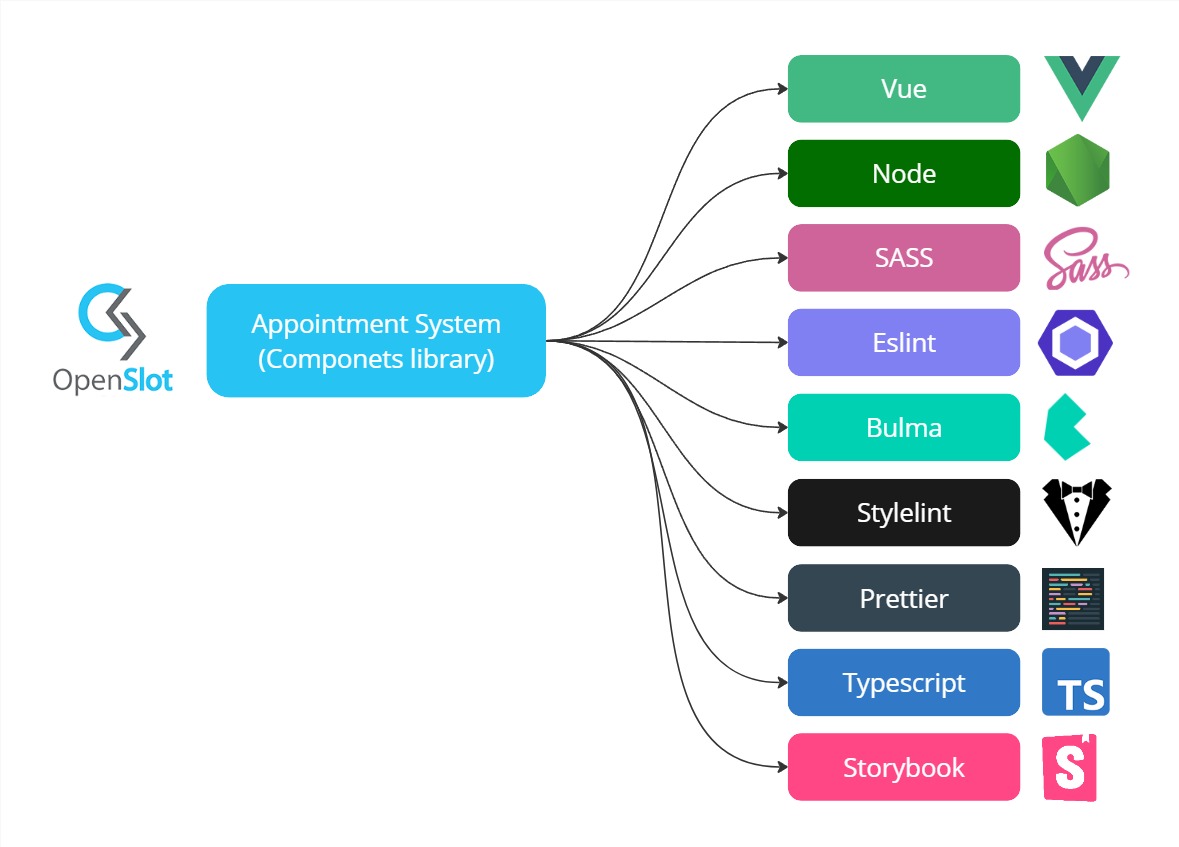 OpenSlot
Appointment System
(Componets library)
Vue
Node
SASS
Sass
Eslint
Bulma
Stylelint
Prettier
Typescript
TS
Storybook
S